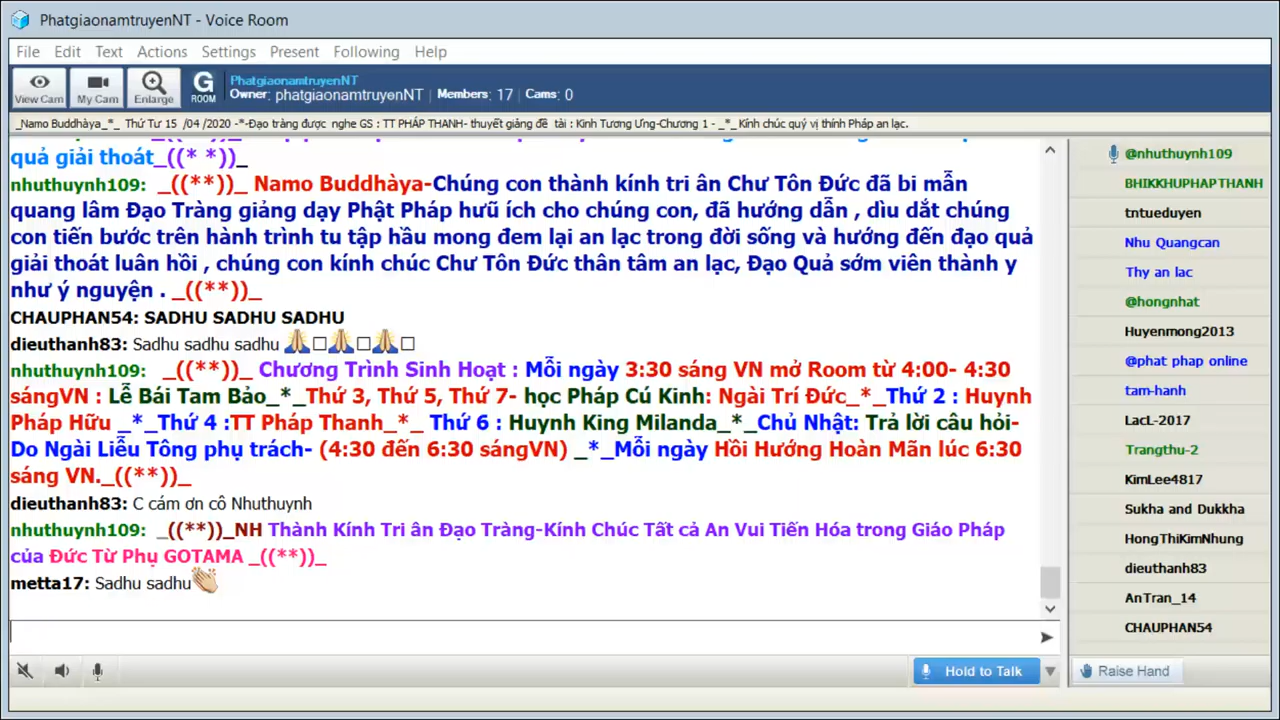 PhatgiaonamtruyenNT - Voice Room
File Edit Text Actions Settings Present Following Help
View Cam My Cam Enlarge G ROOM
PhatgiaonamtruyenNT
Owner: phatgiaonamtruyenNT | Members: 17 | Cams: 0
_Namo Buddhàya_*_ Thứ Tư 15 /04 /2020 -*-Đạo tràng được nghe GS : TT PHÁP THANH- thuyết giảng đề tài : Kinh Tương Ưng-Chương 1 - _*_ Kính chúc quý vị thính Pháp an lạc.
quả giải thoát_((* *))_
nhuthuynh109: _((**))_ Namo Buddhàya-Chúng con thành kính tri ân Chư Tôn Đức đã bi mẫn
quang lâm Đạo Tràng giảng dạy Phật Pháp hưũ ích cho chúng con, đã hướng dẫn , dìu dắt chúng
con tiến bước trên hành trình tu tập hầu mong đem lại an lạc trong đời sống và hướng đến đạo quả
giải thoát luân hồi , chúng con kính chúc Chư Tôn Đức thân tâm an lạc, Đạo Quả sớm viên thành y
như ý nguyện . _((**))_
CHAUPHAN54: SADHU SADHU SADHU
dieuthanh83: Sadhu sadhu sadhu 🙏🏼□🙏🏼□🙏🏼□
nhuthuynh109: _((**))_ Chương Trình Sinh Hoạt : Mỗi ngày 3:30 sáng VN mở Room từ 4:00- 4:30
sángVN : Lễ Bái Tam Bảo_*_Thứ 3, Thứ 5, Thứ 7- học Pháp Cú Kinh: Ngài Trí Đức_*_Thứ 2 : Huynh
Pháp Hữu _*_Thứ 4 :TT Pháp Thanh_*_ Thứ 6 : Huynh King Milanda_*_Chủ Nhật: Trả lời câu hỏi-
Do Ngài Liễu Tông phụ trách- (4:30 đến 6:30 sángVN) _*_Mỗi ngày Hồi Hướng Hoàn Mãn lúc 6:30
sáng VN._((**))_
dieuthanh83: C cám ơn cô Nhuthuynh
nhuthuynh109: _((**))_NH Thành Kính Tri ân Đạo Tràng-Kính Chúc Tất cả An Vui Tiến Hóa trong Giáo Pháp
của Đức Từ Phụ GOTAMA _((**))_
metta17: Sadhu sadhu👏🏼
Hold to Talk
@nhuthuynh109
BHIKKHUPHAPTHANH
tntueduyen
Nhu Quangcan
Thy an lac
@hongnhat
Huyenmong2013
@phat phap online
tam-hanh
LacL-2017
Trangthu-2
KimLee4817
Sukha and Dukkha
HongThiKimNhung
dieuthanh83
AnTran_14
CHAUPHAN54
Raise Hand